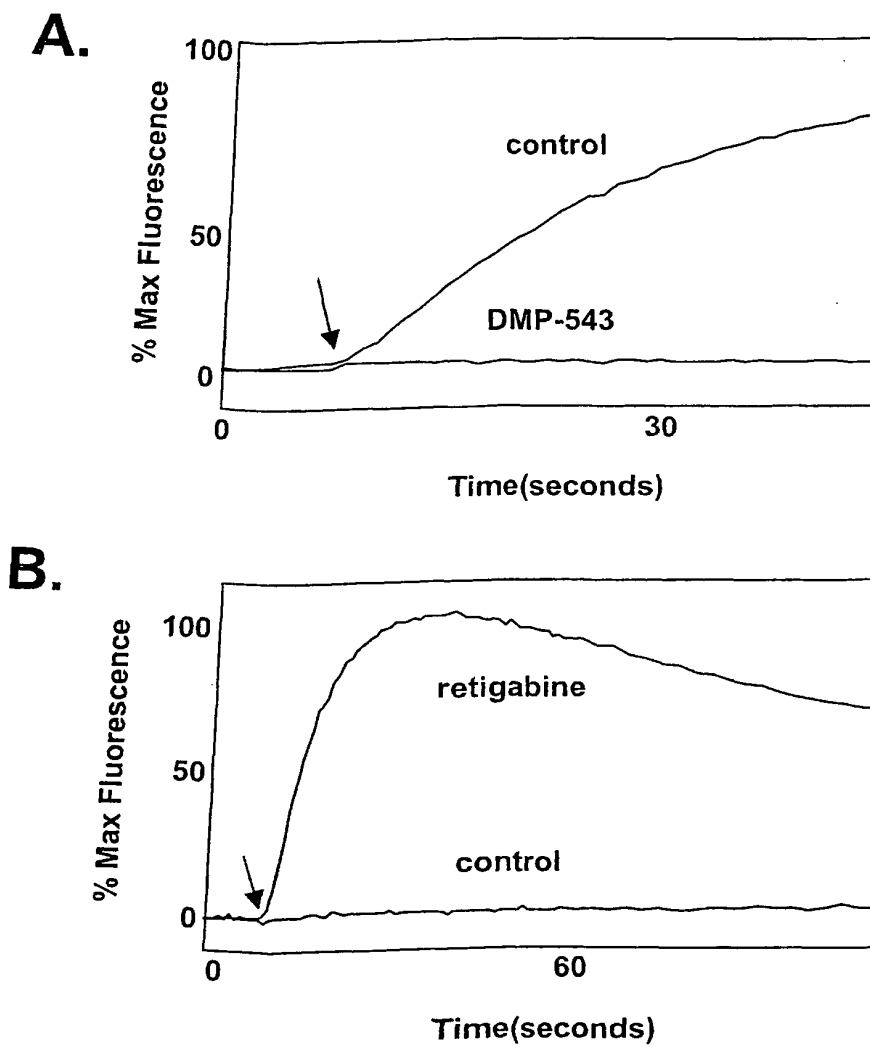 A.
100
% Max Fluorescence
control
50
DMP-543
0
0
30
Time(seconds)
B.
100
% Max Fluorescence
retigabine
50
control
0
0
60
Time(seconds)